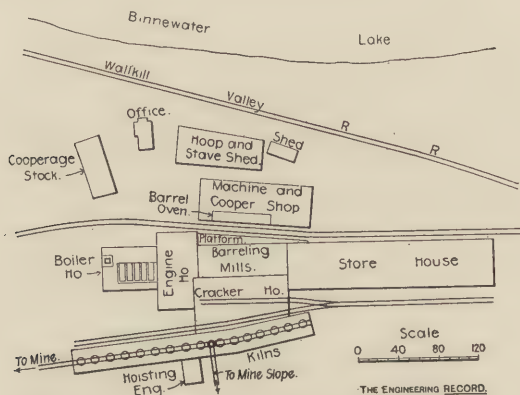 Binnewater Lake
Wallkill Valley R R
Office.
Hoop and
Stave Shed.
Shed
Cooperage
Stock.
Machine and
Cooper Shop
Barrel
Oven.
Platform.
Barreling
Mills.
Store House
Boiler
Ho
Engine
Ho
Cracker Ho.
Scale
0 40 80 120
To Mine.
Kilns
To Mine Slope.
Hoisting
Eng.
THE ENGINEERING RECORD.